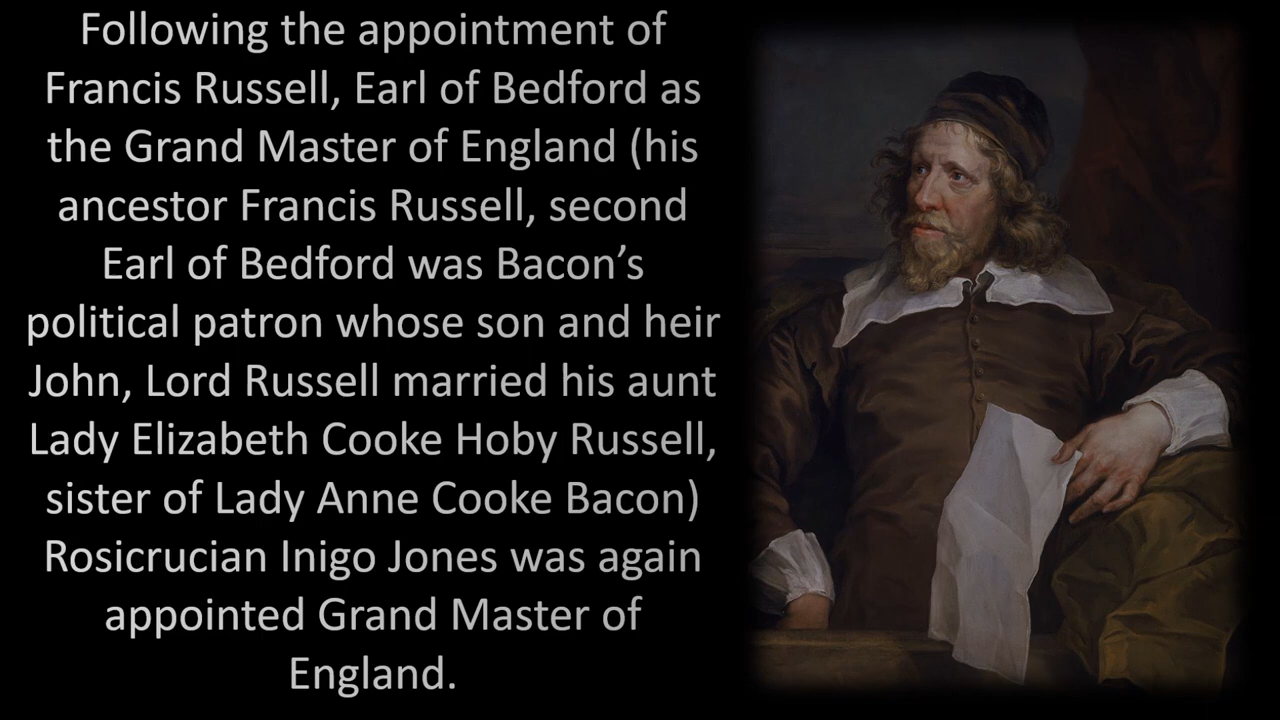 Following the appointment of
Francis Russell, Earl of Bedford as
the Grand Master of England (his
ancestor Francis Russell, second
Earl of Bedford was Bacon’s
political patron whose son and heir
John, Lord Russell married his aunt
Lady Elizabeth Cooke Hoby Russell,
sister of Lady Anne Cooke Bacon)
Rosicrucian Inigo Jones was again
appointed Grand Master of
England.